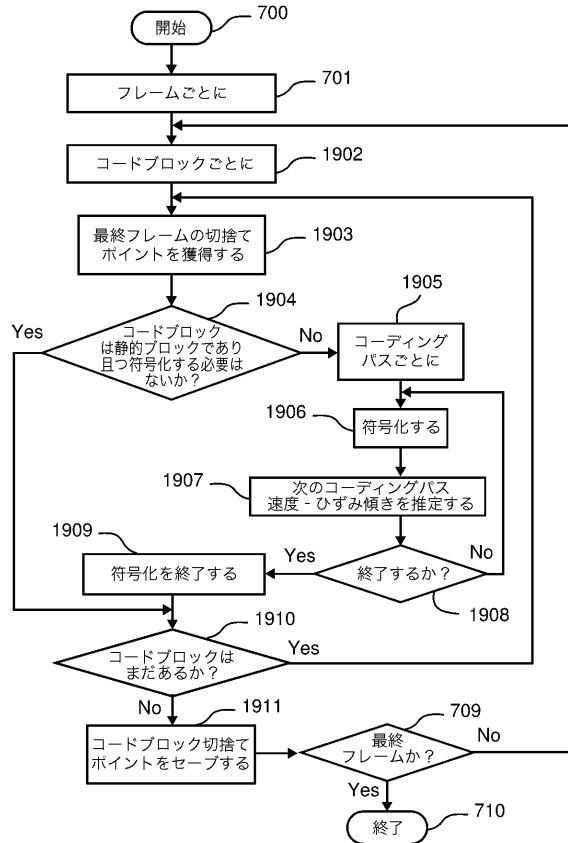 開始
700
フレームごとに
701
コードブロックごとに
1902
最終フレームの切捨て
ポイントを獲得する
1903
コードブロック
は静的ブロックであり
且つ符号化する必要は
ないか？
1904
Yes
No
コーディング
パスごとに
1905
符号化する
1906
次のコーディングパス
速度 - ひずみ傾きを推定する
1907
終了するか？
1908
Yes
No
符号化を終了する
1909
コードブロックは
まだあるか？
1910
Yes
No
コードブロック切捨て
ポイントをセーブする
1911
最終
フレームか？
709
No
Yes
終了
710